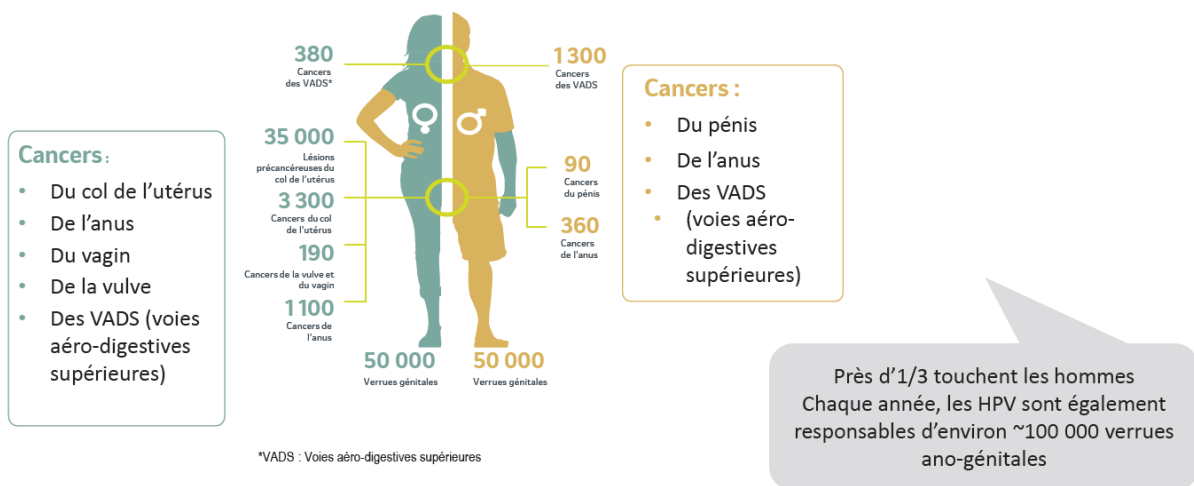 Cancers :
• Du col de l'utérus
• De l'anus
• Du vagin
• De la vulve
• Des VADS (voies
aéro-digestives
supérieures)
380
Cancers
des VADS*
35 000
Lésions
précancéreuses du
col de l'utérus
3 300
Cancers du col
de l'utérus
190
Cancers de la vulve et
du vagin
1 100
Cancers de
l'anus
50 000
Verrues génitales
1 300
Cancers
des VADS
90
Cancers
du pénis
360
Cancers
de l'anus
50 000
Verrues génitales
Cancers :
• Du pénis
• De l'anus
• Des VADS
• (voies aéro-
digestives
supérieures)
Près d'1/3 touchent les hommes
Chaque année, les HPV sont également
responsables d'environ ~100 000 verrues
ano-génitales
*VADS : Voies aéro-digestives supérieures